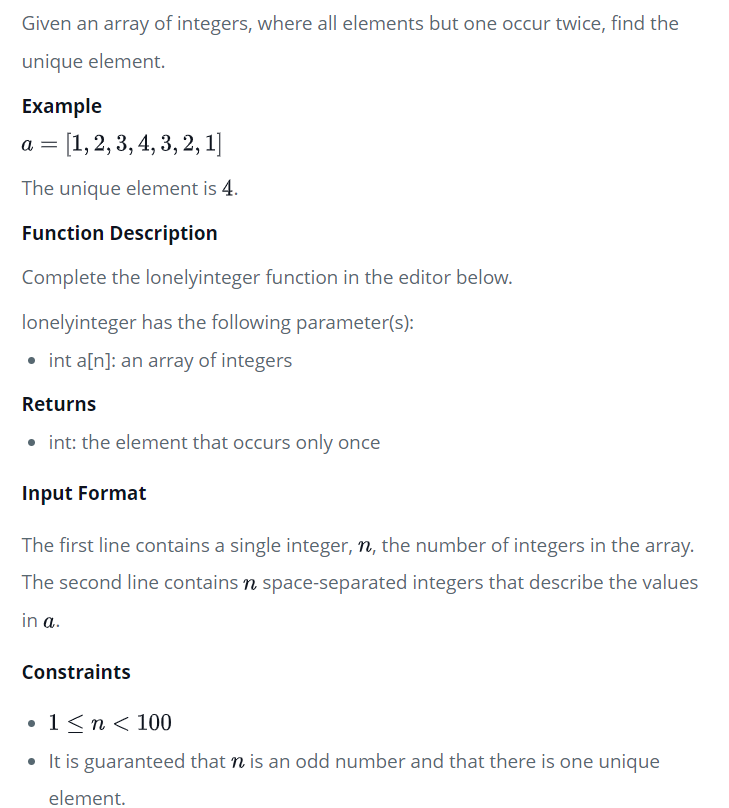 Given an array of integers, where all elements but one occur twice, find the
unique element.
Example
a = [1, 2, 3, 4, 3, 2, 1]
The unique element is 4.
Function Description
Complete the lonelyinteger function in the editor below.
lonelyinteger has the following parameter(s):
• int a[n]: an array of integers
Returns
• int: the element that occurs only once
Input Format
The first line contains a single integer, n, the number of integers in the array.
The second line contains n space-separated integers that describe the values
in a.
Constraints
• 1 ≤ n < 100
• It is guaranteed that n is an odd number and that there is one unique
element.